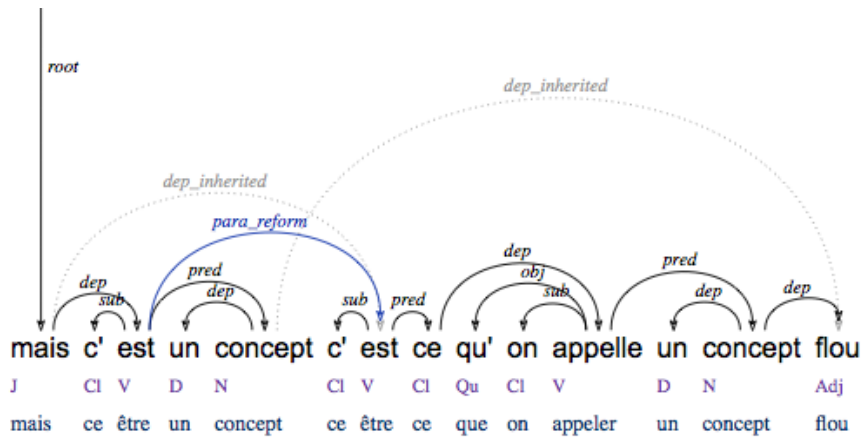 root
dep_inherited
dep_inherited
para_reform
dep
obj
pred
pred
dep
sub
dep
sub
pred
sub
dep
dep
mais c' est un concept c' est ce qu' on appelle un concept flou
J Cl V D N Cl V Cl Qu Cl V D N Adj
mais ce être un concept ce être ce que on appeler un concept flou